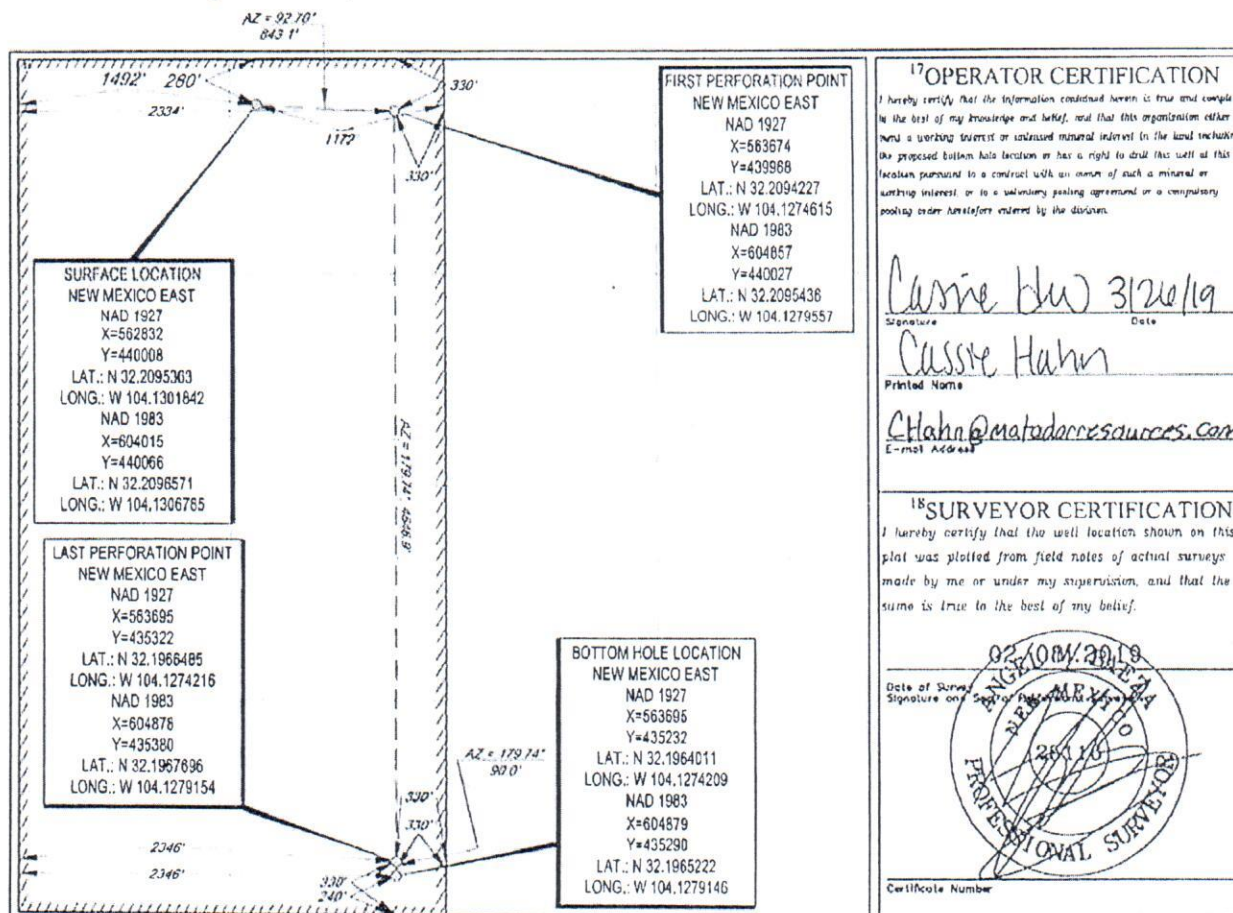 AZ = 92.70°
843.1'
1492' 280'
330'
2334'
1172'
330'
FIRST PERFORATION POINT
NEW MEXICO EAST
NAD 1927
X=563674
Y=439968
LAT.: N 32.2094227
LONG.: W 104.1274615
NAD 1983
X=604857
Y=440027
LAT.: N 32.2095436
LONG.: W 104.1279557
SURFACE LOCATION
NEW MEXICO EAST
NAD 1927
X=562832
Y=440008
LAT.: N 32.2095363
LONG.: W 104.1301842
NAD 1983
X=604015
Y=440066
LAT.: N 32.2096571
LONG.: W 104.1306785
AZ = 179.74°
LAST PERFORATION POINT
NEW MEXICO EAST
NAD 1927
X=563695
Y=435322
LAT.: N 32.1966485
LONG.: W 104.1274216
NAD 1983
X=604878
Y=435380
LAT.: N 32.1967696
LONG.: W 104.1279154
BOTTOM HOLE LOCATION
NEW MEXICO EAST
NAD 1927
X=563695
Y=435232
LAT.: N 32.1964011
LONG.: W 104.1274209
NAD 1983
X=604879
Y=435290
LAT.: N 32.1965222
LONG.: W 104.1279146
AZ = 179.74°
90.0'
330'
330'
2346'
2346'
330'
240'
17 OPERATOR CERTIFICATION
I hereby certify that the information contained herein is true and comple
to the best of my knowledge and belief, and that this organization either
owns a working interest or unleased mineral interest in the land includin
the proposed bottom hole location or has a right to drill this well at this
location pursuant to a contract with an owner of such a mineral or
working interest, or to a voluntary pooling agreement or a compulsory
pooling order heretofore entered by the division.
3/26/19
Signature Date
Cassie Hahn
Printed Name
CHahn@matadorresources.com
E-mail Address
18 SURVEYOR CERTIFICATION
I hereby certify that the well location shown on this
plat was plotted from field notes of actual surveys
made by me or under my supervision, and that the
same is true to the best of my belief.
02/08/2019
Date of Survey
Signature and Seal of Professional Surveyor
ANGEL M. BAEZA
NEW MEXICO
PROFESSIONAL SURVEYOR
Certificate Number